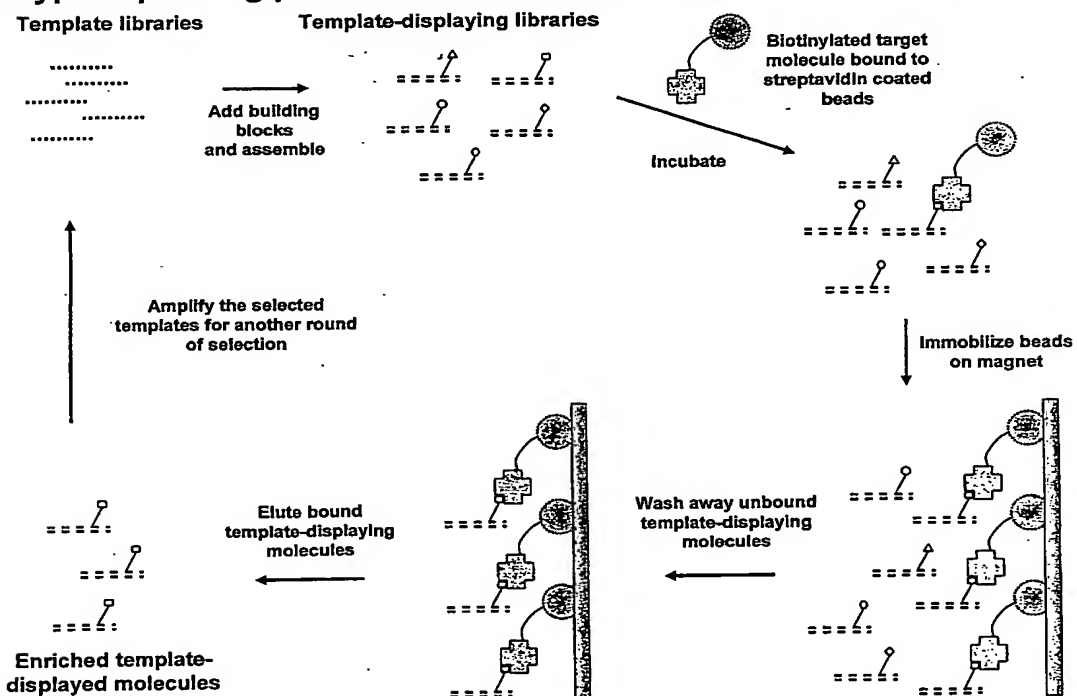 Template libraries
Template-displaying libraries
Add building
blocks
and assemble
Biotinylated target
molecule bound to
streptavidin coated
beads
Incubate
Immobilize beads
on magnet
Wash away unbound
template-displaying
molecules
Elute bound
template-displaying
molecules
Enriched template-
displayed molecules
Amplify the selected
templates for another round
of selection